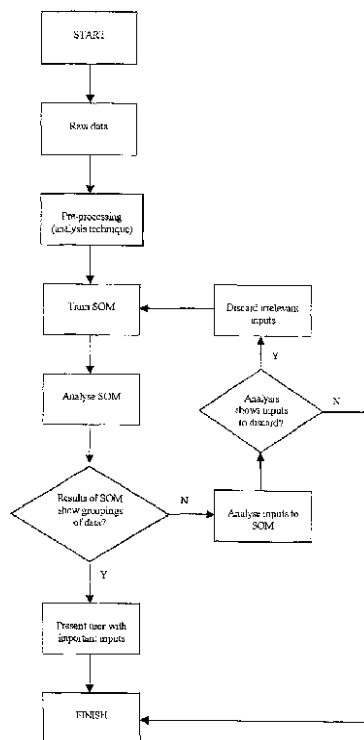 START
Raw data
Pre-processing
(analysis technique)
Train SOM
Discard irrelevant
inputs
Y
Analyse SOM
Analysis
shows inputs
to discard?
N
Results of SOM
show groupings
of data?
N
Analyse inputs to
SOM
Y
Present user with
important inputs
FINISH